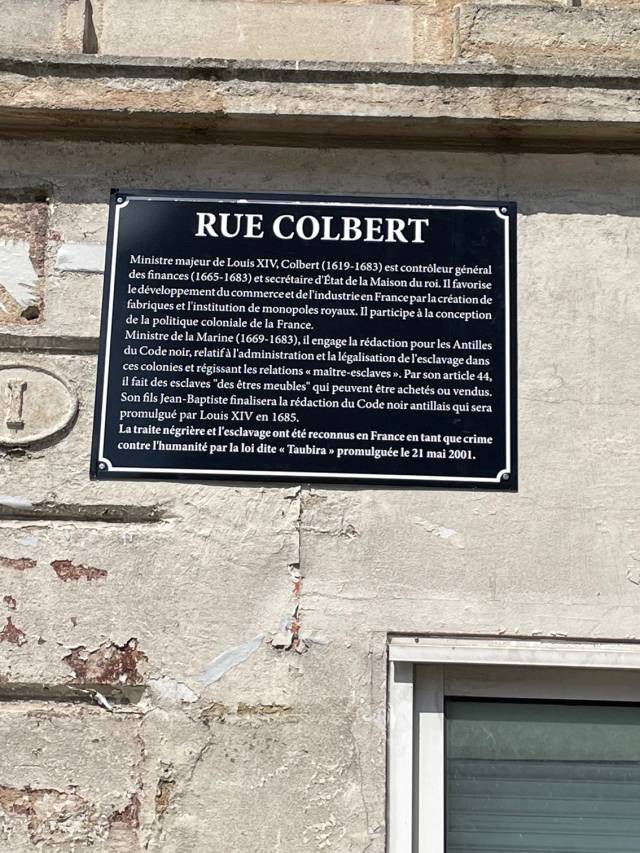 RUE COLBERT
Ministre majeur de Louis XIV, Colbert (1619-1683) est contrôleur général
des finances (1665-1683) et secrétaire d'État de la Maison du roi. Il favorise
le développement du commerce et de l'industrie en France par la création de
fabriques et l'institution de monopoles royaux. Il participe à la conception
de la politique coloniale de la France.
Ministre de la Marine (1669-1683), il engage la rédaction pour les Antilles
du Code noir, relatif à l'administration et la légalisation de l'esclavage dans
ces colonies et régissant les relations « maître-esclaves ». Par son article 44,
il fait des esclaves "des êtres meubles" qui peuvent être achetés ou vendus.
Son fils Jean-Baptiste finalisera la rédaction du Code noir antillais qui sera
promulgué par Louis XIV en 1685.
La traite négrière et l'esclavage ont été reconnus en France en tant que crime
contre l'humanité par la loi dite « Taubira » promulguée le 21 mai 2001.